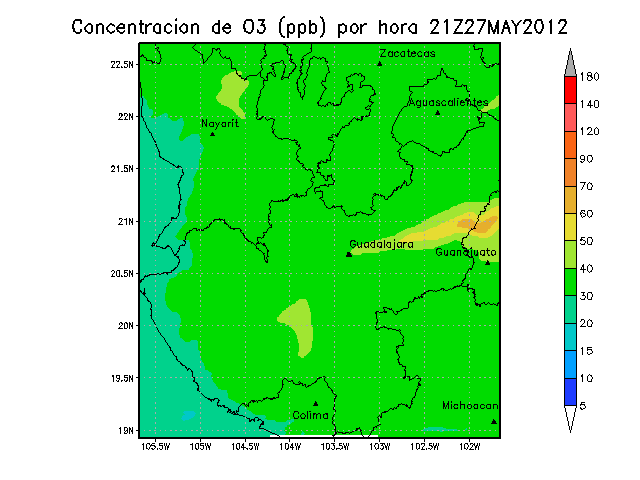 Concentracion de O3 (ppb) por hora 21Z27MAY2012
22.5N
22N
21.5N
21N
20.5N
20N
19.5N
19N
105.5W
105W
104.5W
104W
103.5W
103W
102.5W
102W
Zacatecas
Aguascalientes
Nayarit
Guadalajara
Guanajuato
Colima
Michoacan
180
140
120
90
70
60
50
40
30
20
15
10
5